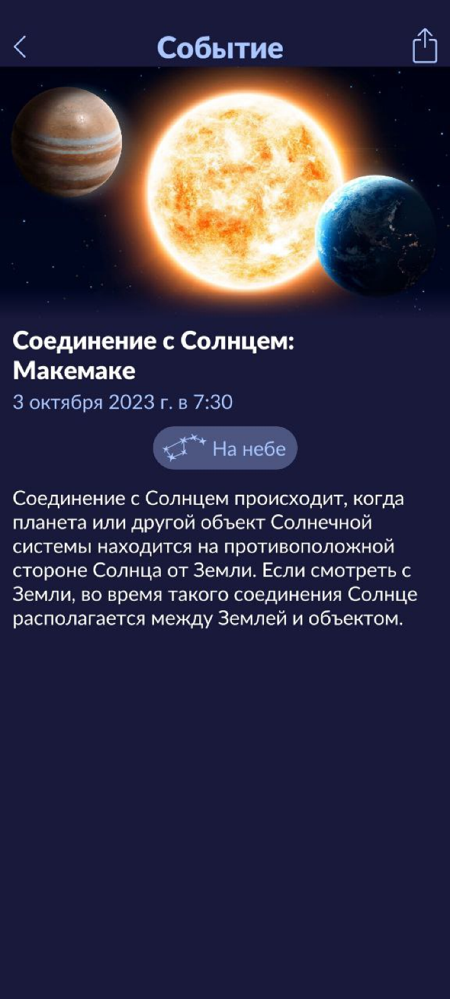 Событие
Соединение с Солнцем:
Макемаке
3 октября 2023 г. в 7:30
На небе
Соединение с Солнцем происходит, когда
планета или другой объект Солнечной
системы находится на противоположной
стороне Солнца от Земли. Если смотреть с
Земли, во время такого соединения Солнце
располагается между Землей и объектом.